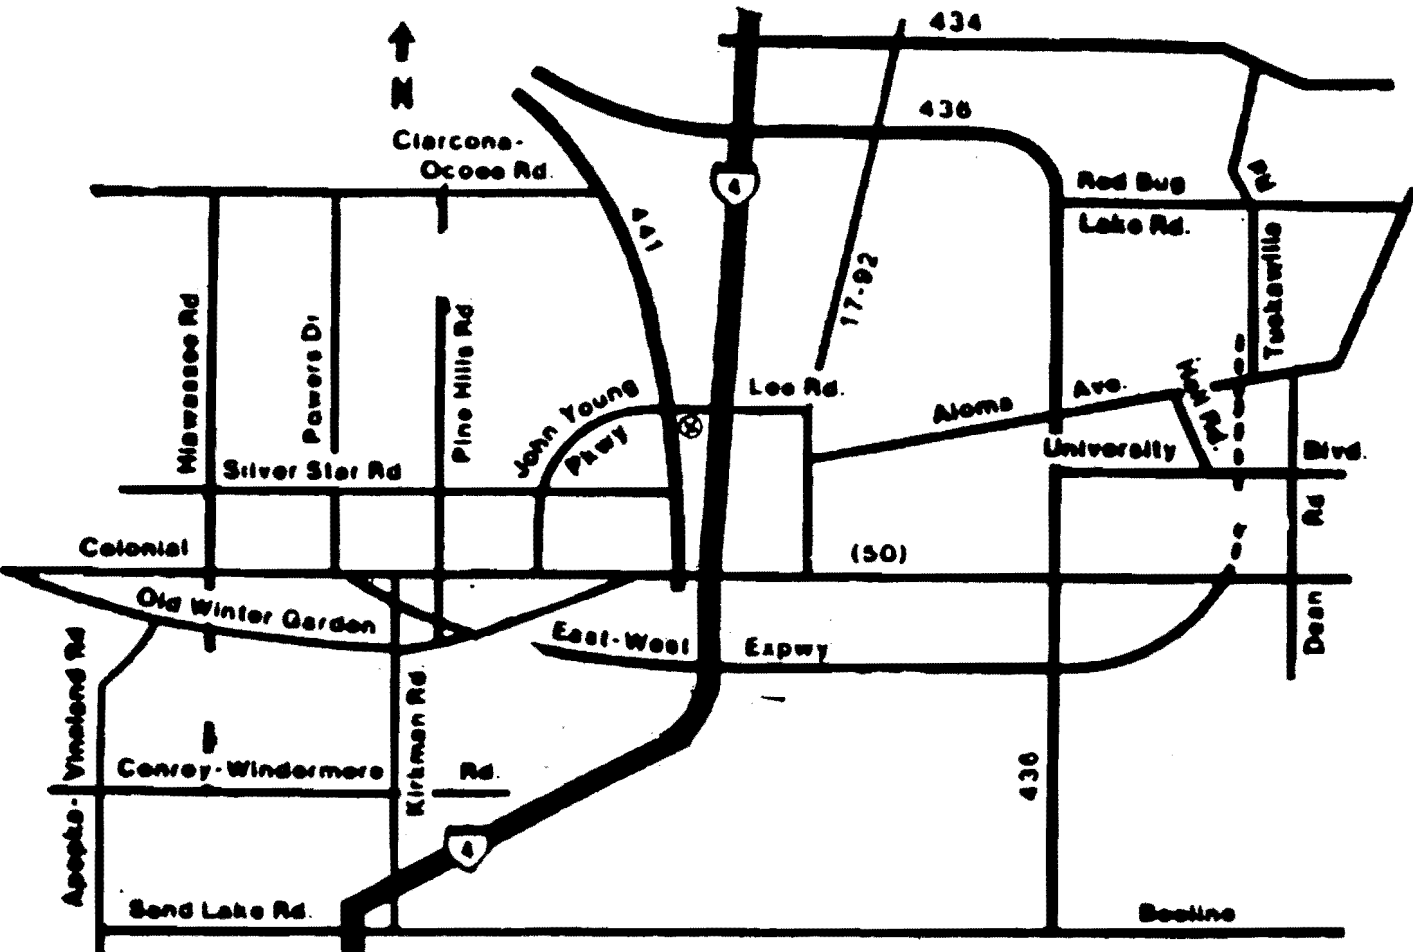 434
N
436
Clarcona-
Ocoee Rd.
4
Red Bug
Rd
Lake Rd.
441
17-92
Tuskawilla
Hiawassee Rd
Powers Dr
Pine Hills Rd
John Young
Pkwy
Lee Rd.
Aloma Ave.
Howell
Rd.
University Blvd.
Silver Star Rd
Rd
Colonial
(50)
Old Winter Garden
East-West Expwy
Dean
Apopka-Vineland Rd
Kirkman Rd.
Conroy-Windermere Rd.
436
4
Sand Lake Rd.
Beeline